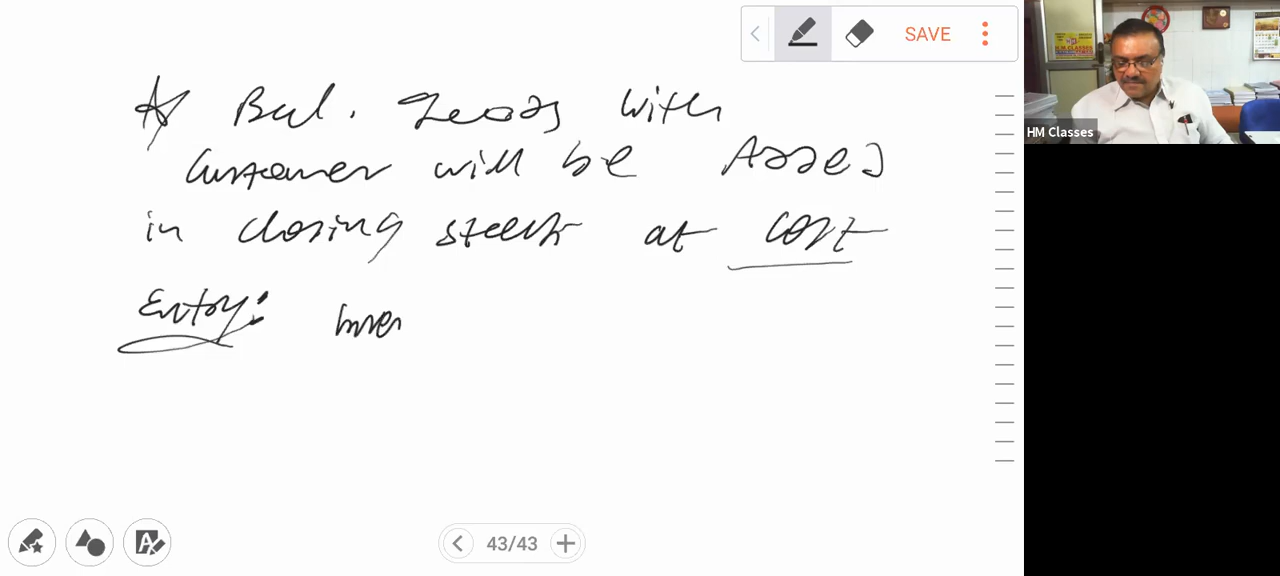 SAVE
HM Classes
Bal. Goods with
Customer will be Added
in closing stock at cost
Entry:
43/43